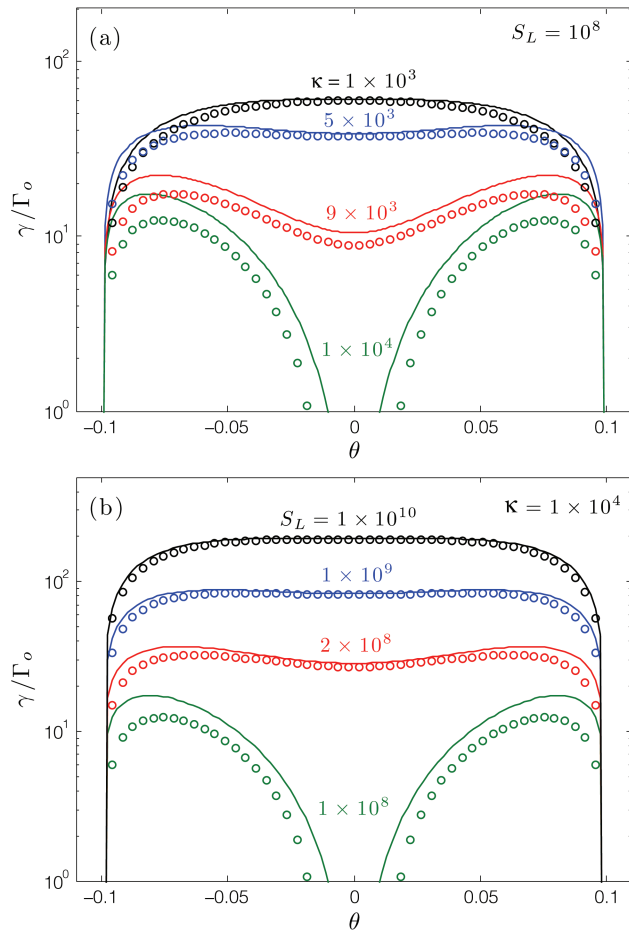 (a)
S_L = 10^8
10^2
κ = 1 × 10^3
5 × 10^3
γ/Γ_o
9 × 10^3
10^1
1 × 10^4
10^0
−0.1 −0.05 0 0.05 0.1
θ
(b)
S_L = 1 × 10^10
κ = 1 × 10^4
10^2
1 × 10^9
γ/Γ_o
2 × 10^8
10^1
1 × 10^8
10^0
−0.1 −0.05 0 0.05 0.1
θ